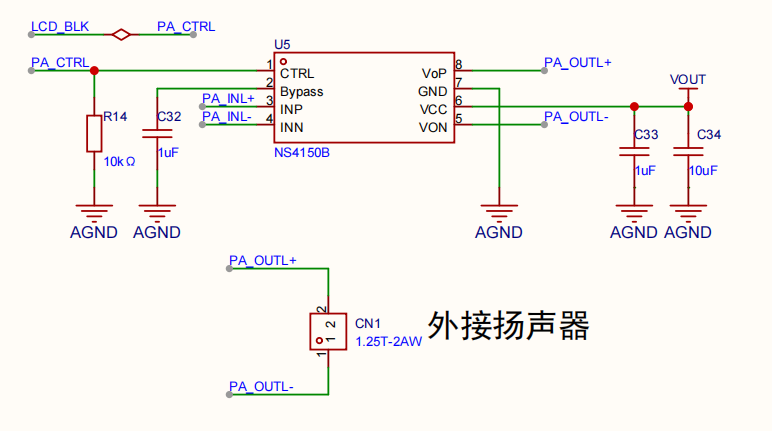 LCD_BLK
PA_CTRL
U5
PA_CTRL
1
CTRL
VoP
8
PA_OUTL+
VOUT
2
Bypass
GND
7
PA_INL+
3
INP
VCC
6
PA_INL-
4
INN
VON
5
PA_OUTL-
R14
C32
C33
C34
10kΩ
1uF
NS4150B
1uF
10uF
AGND
AGND
AGND
AGND
AGND
PA_OUTL+
2
2
CN1
外接扬声器
1
1.25T-2AW
1
PA_OUTL-